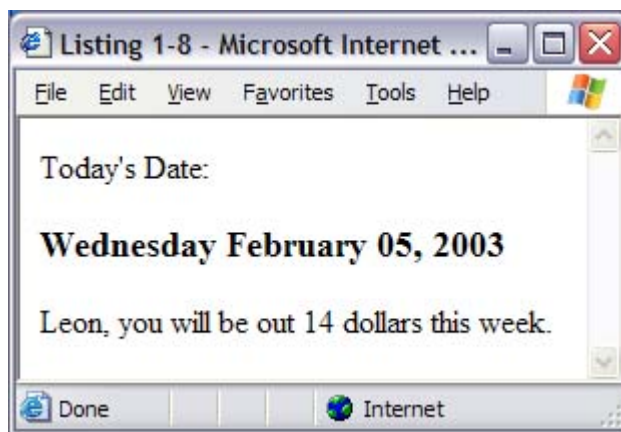 Listing 1-8 - Microsoft Internet ...
File Edit View Favorites Tools Help
Today's Date:
Wednesday February 05, 2003
Leon, you will be out 14 dollars this week.
Done Internet